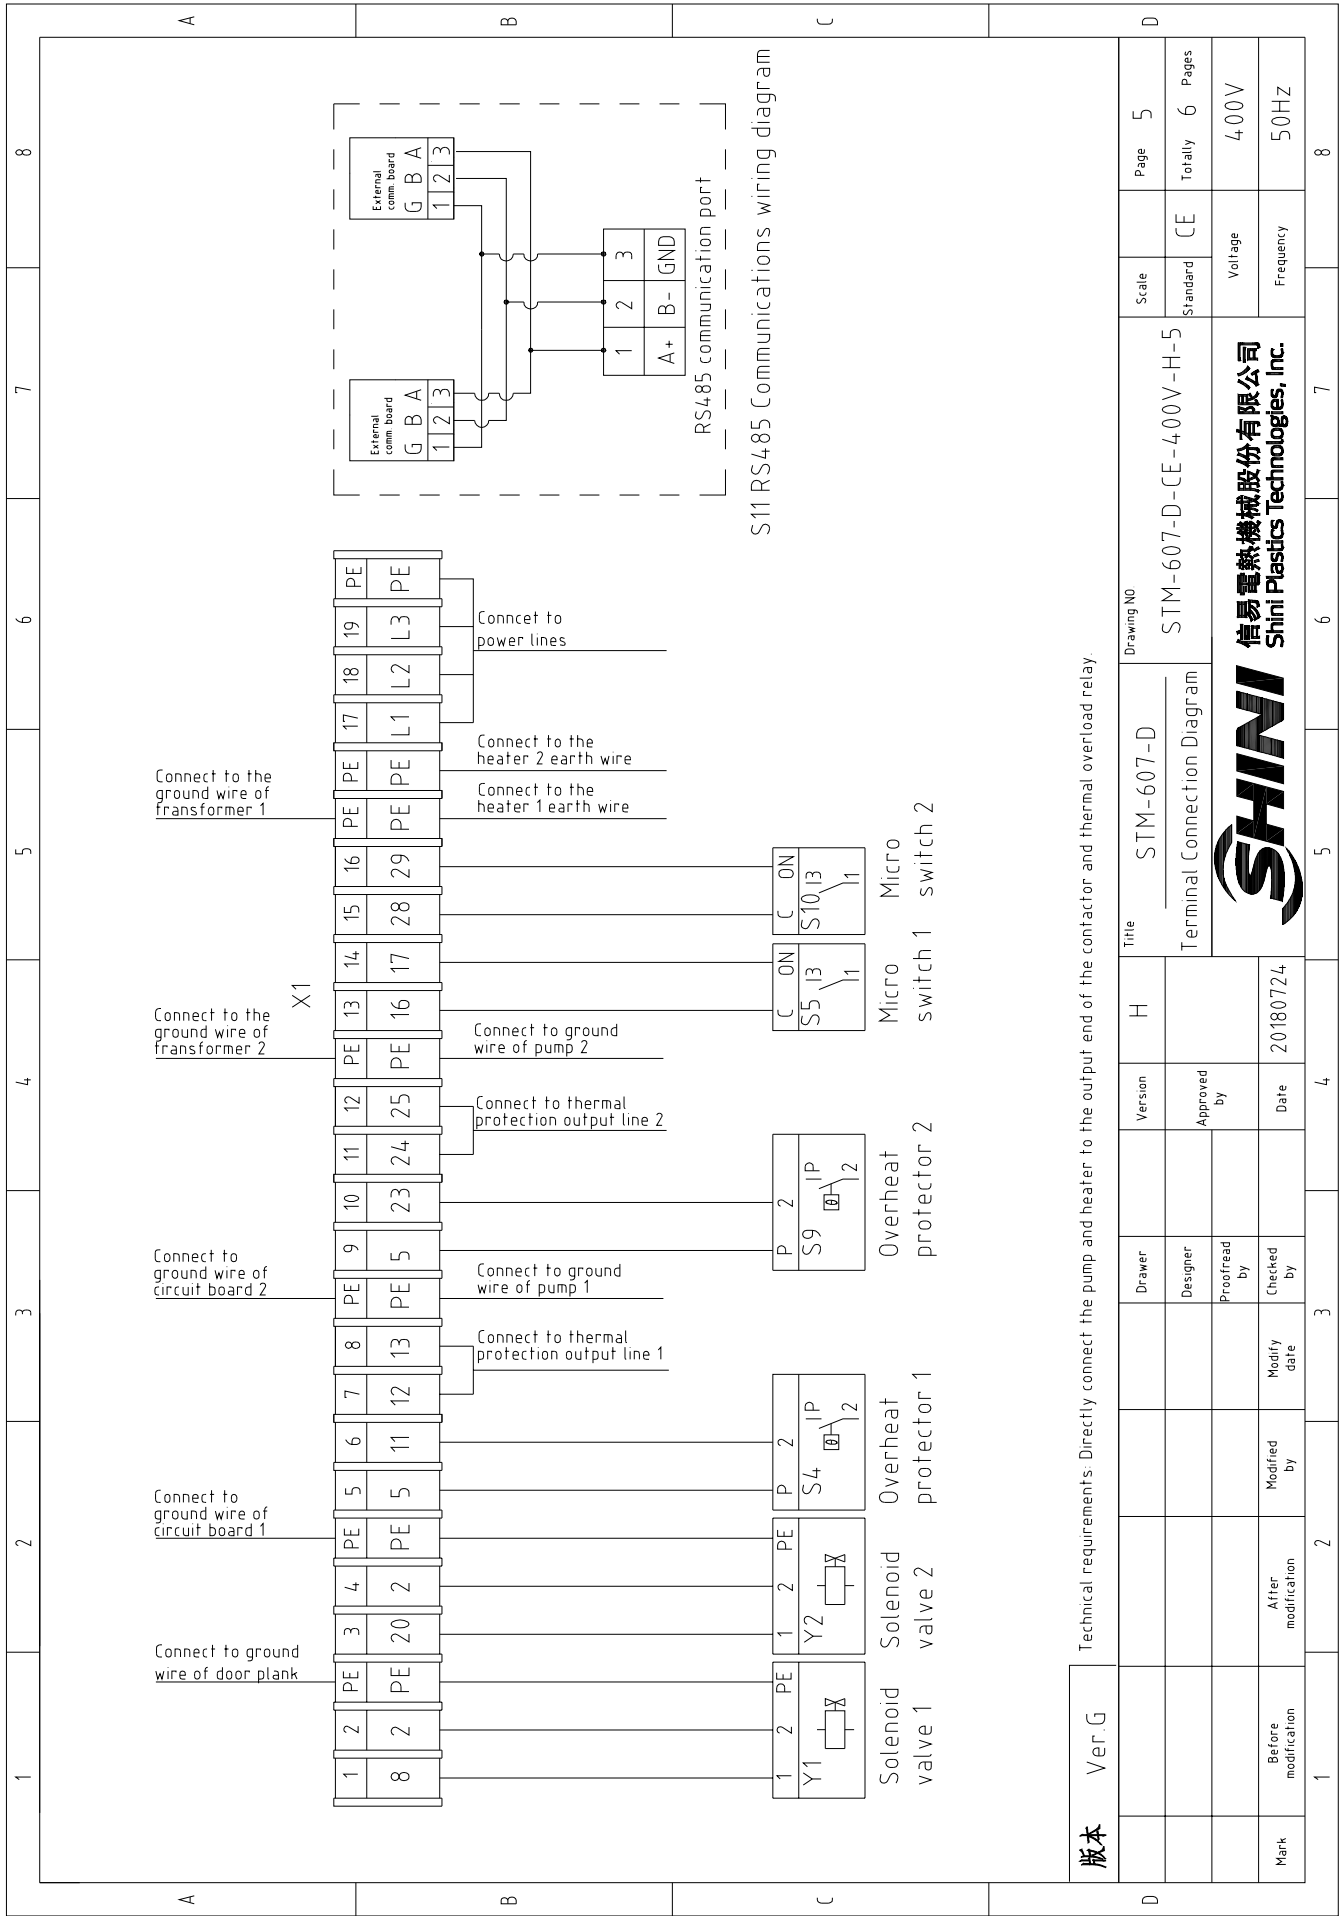 1 2 3 4 5 6 7 8
A
B
C
D
Connect to ground
wire of door plank
Connect to
ground wire of
circuit board 1
Connect to
ground wire of
circuit board 2
Connect to the
ground wire of
fransformer 2
Connect to the
ground wire of
fransformer 1
X1
1 2 PE 3 4 PE 5 6 7 8 PE 9 10 11 12 PE 13 14 15 16 PE PE 17 18 19 PE
8 2 PE 20 2 PE 5 11 12 13 PE 5 23 24 25 PE 16 17 28 29 PE PE L1 L2 L3 PE
Connect to thermal
protection output line 1
Connect to ground
wire of pump 1
Connect to thermal
protection output line 2
Connect to ground
wire of pump 2
Connect to the
heater 1 earth wire
Connect to the
heater 2 earth wire
Conncet to
power lines
1 2 PE
Y1
Solenoid
valve 1
1 2 PE
Y2
Solenoid
valve 2
P 2
S4 P
θ 2
Overheat
protector 1
P 2
S9 P
θ 2
Overheat
protector 2
C ON
S5 3
1
Micro
switch 1
C ON
S10 3
1
Micro
switch 2
External
comm. board
G B A
1 2 3
External
comm. board
G B A
1 2 3
1 2 3
A+ B- GND
RS485 communication port
S11 RS485 Communications wiring diagram
版本 Ver.G
Technical requirements: Directly connect the pump and heater to the output end of the contactor and thermal overload relay.
Mark
Before
modification
After
modification
Modified
by
Modify
date
Drawer
Designer
Proofread
by
Checked
by
Version H
Approved
by
Date 20180724
Title
STM-607-D
Terminal Connection Diagram
Drawing NO
STM-607-D-CE-400V-H-5
Scale
Page 5
Standard CE
Totally 6 Pages
Voltage 400V
Frequency 50HZ
SHINI
信易電熱機械股份有限公司
Shini Plastics Technologies, Inc.
1 2 3 4 5 6 7 8
A
B
C
D